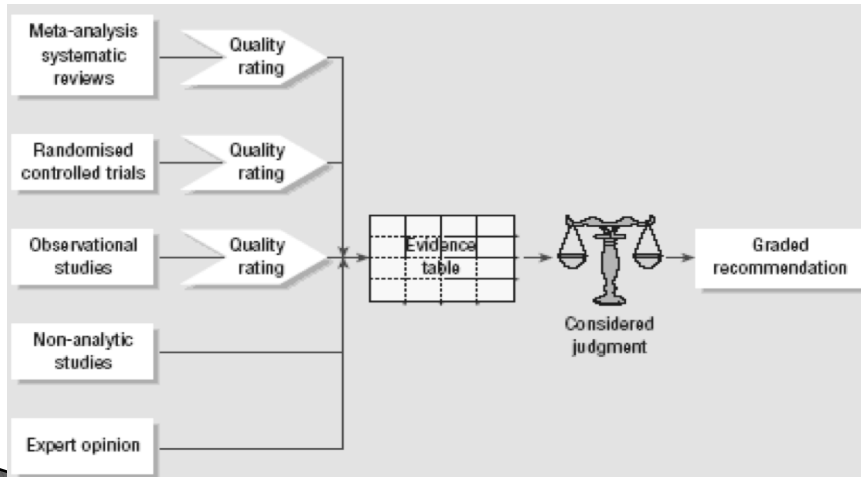 Meta-analysis
systematic
reviews
Quality
rating
Randomised
controlled trials
Quality
rating
Observational
studies
Quality
rating
Non-analytic
studies
Expert opinion
Evidence
table
Considered
judgment
Graded
recommendation